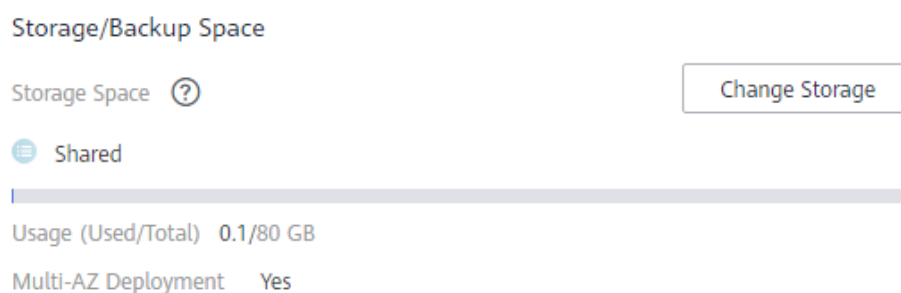 Storage/Backup Space
Storage Space ?
Change Storage
Shared
Usage (Used/Total) 0.1/80 GB
Multi-AZ Deployment Yes